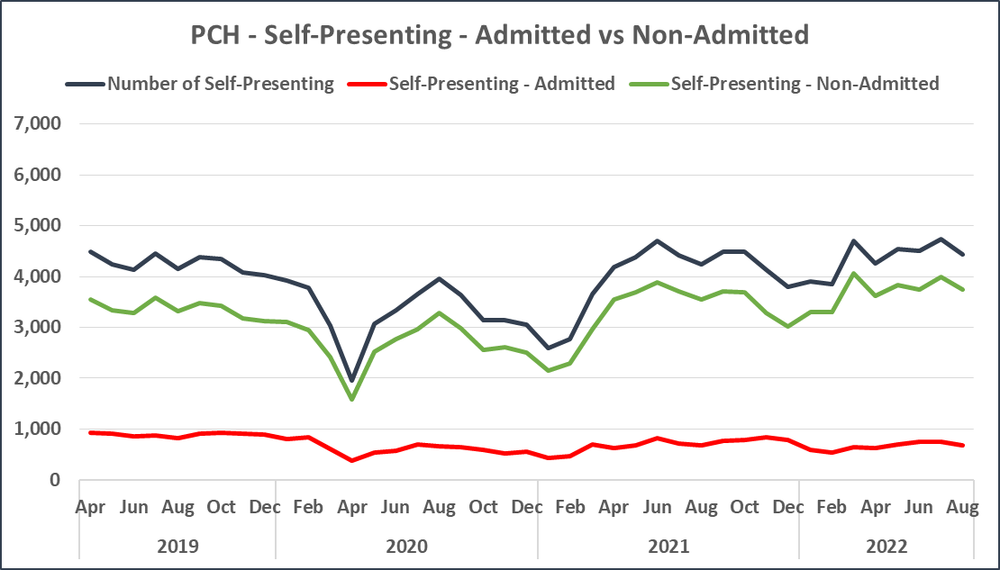 PCH - Self-Presenting - Admitted vs Non-Admitted
Number of Self-Presenting Self-Presenting - Admitted Self-Presenting - Non-Admitted
7,000
6,000
5,000
4,000
3,000
2,000
1,000
0
Apr Jun Aug Oct Dec Feb Apr Jun Aug Oct Dec Feb Apr Jun Aug Oct Dec Feb Apr Jun Aug
2019 2020 2021 2022